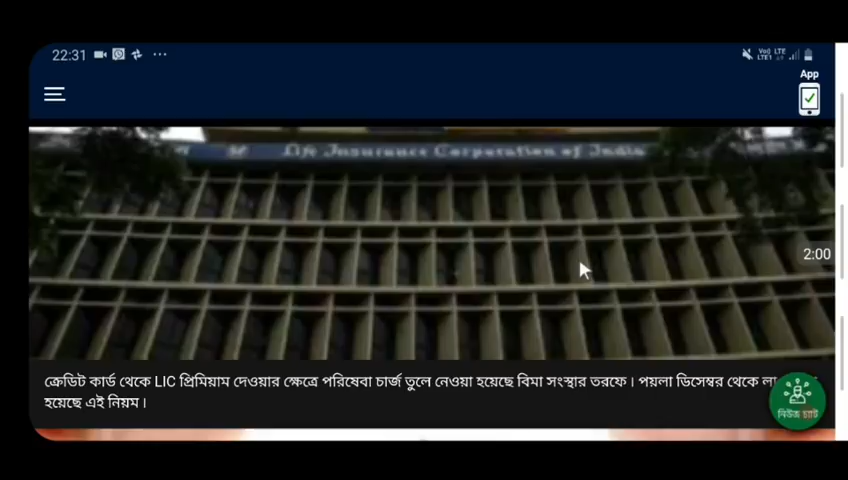 22:31
App
Life Insurance Corporation of India
2:00
ক্রেডিট কার্ড থেকে LIC প্রিমিয়াম দেওয়ার ক্ষেত্রে পরিষেবা চার্জ তুলে নেওয়া হয়েছে বিমা সংস্থার তরফে। পয়লা ডিসেম্বর থেকে
হয়েছে এই নিয়ম।
নিউজ চ্যাট